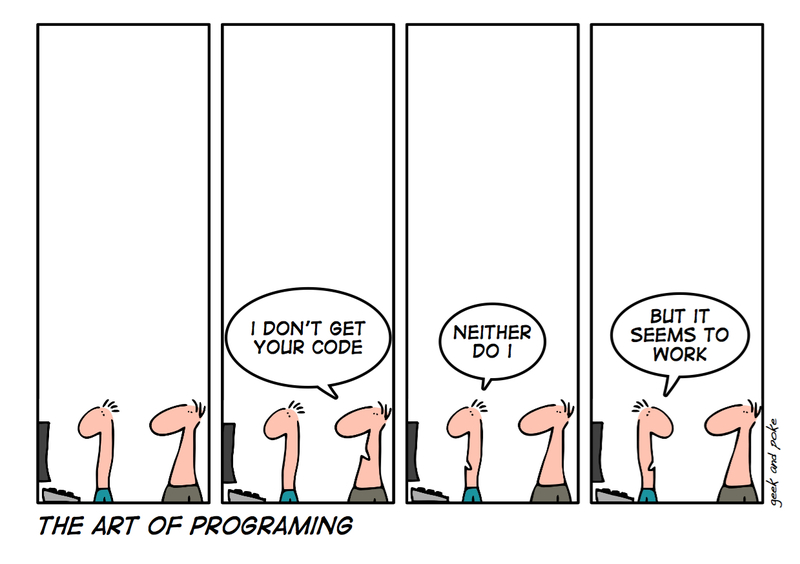 I DON'T GET
YOUR CODE
NEITHER
DO I
BUT IT
SEEMS TO
WORK
geek and poke
THE ART OF PROGRAMING